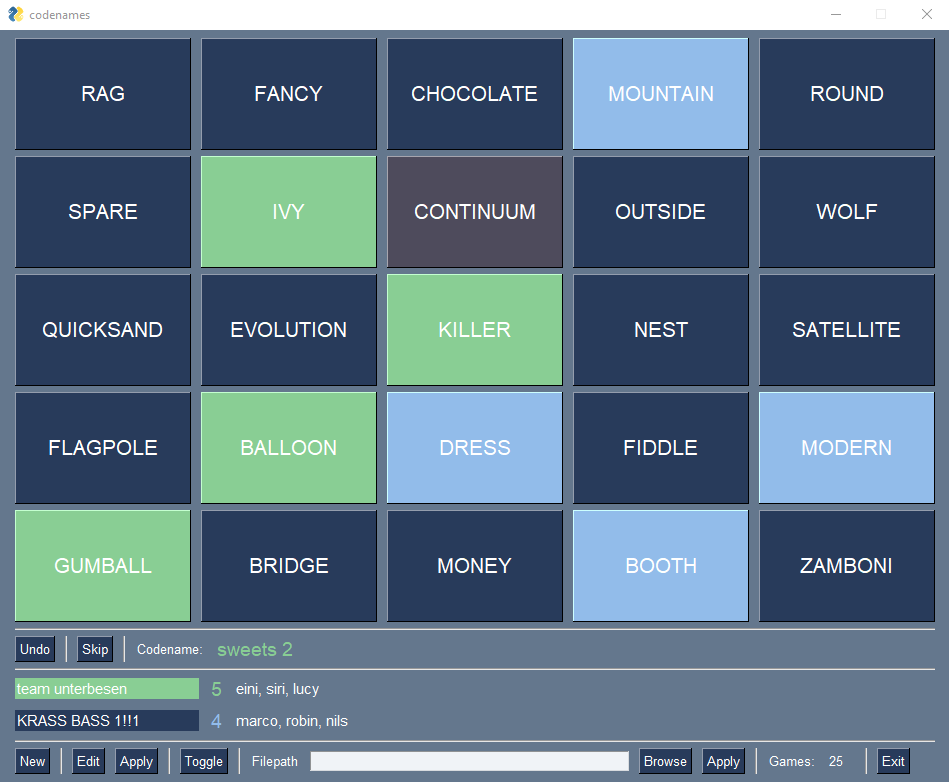 codenames
RAG FANCY CHOCOLATE MOUNTAIN ROUND
SPARE IVY CONTINUUM OUTSIDE WOLF
QUICKSAND EVOLUTION KILLER NEST SATELLITE
FLAGPOLE BALLOON DRESS FIDDLE MODERN
GUMBALL BRIDGE MONEY BOOTH ZAMBONI
Undo Skip Codename: sweets 2
team unterbesen 5 eini, siri, lucy
KRASS BASS 1!!1 4 marco, robin, nils
New Edit Apply Toggle Filepath Browse Apply Games: 25 Exit